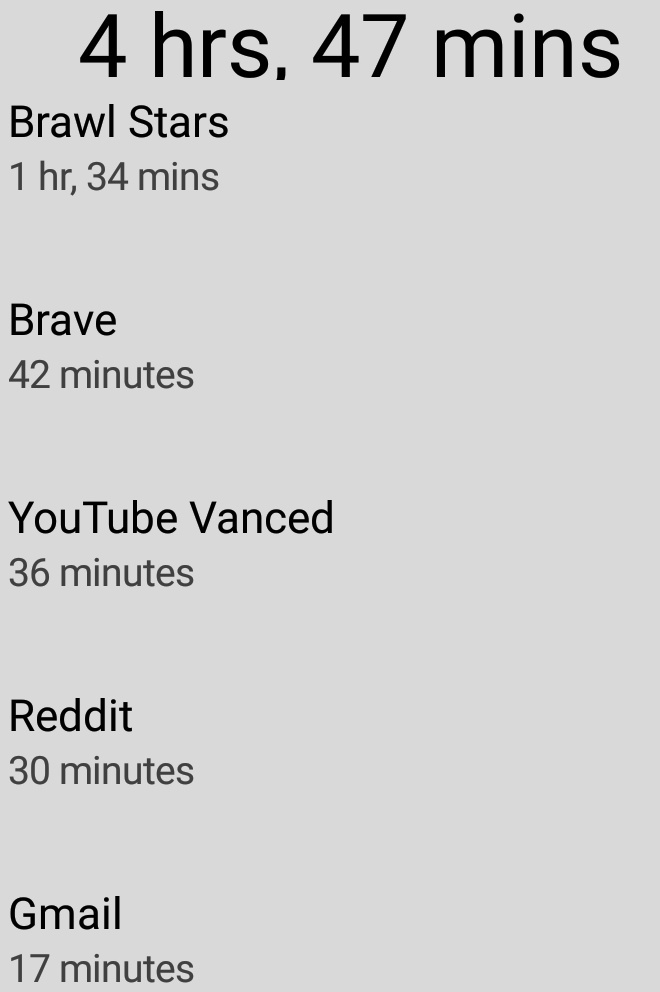 4 hrs, 47 mins
Brawl Stars
1 hr, 34 mins
Brave
42 minutes
YouTube Vanced
36 minutes
Reddit
30 minutes
Gmail
17 minutes